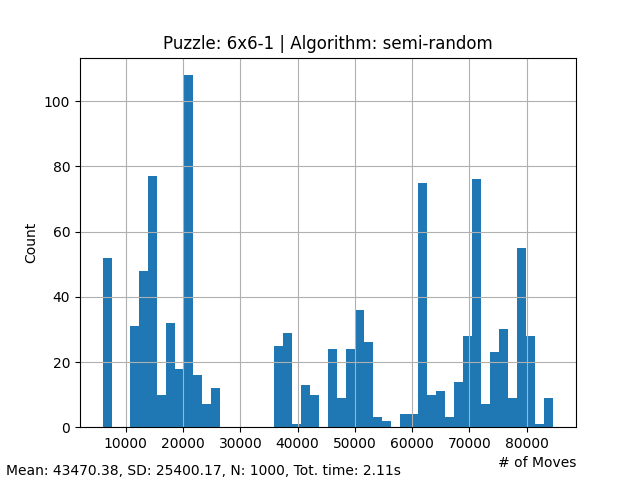 Puzzle: 6x6-1 | Algorithm: semi-random
100
80
60
40
20
0
Count
10000 20000 30000 40000 50000 60000 70000 80000
# of Moves
Mean: 43470.38, SD: 25400.17, N: 1000, Tot. time: 2.11s